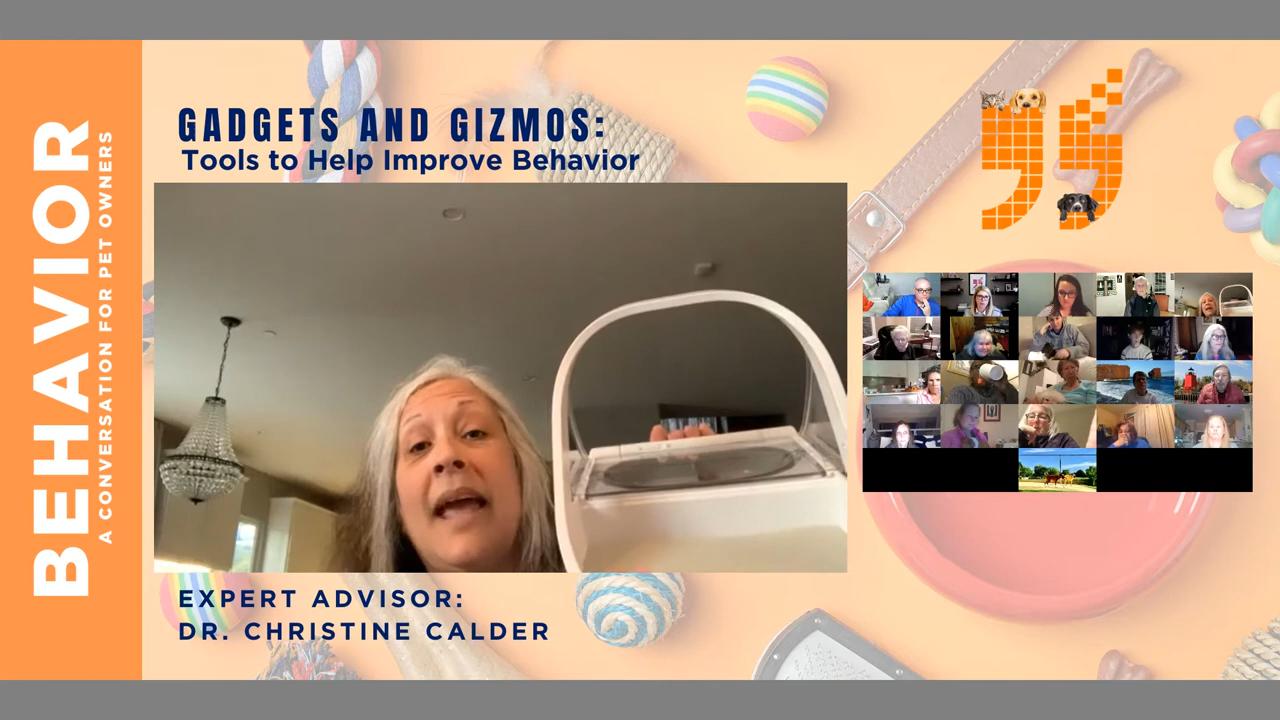 BEHAVIOR
A CONVERSATION FOR PET OWNERS
GADGETS AND GIZMOS:
Tools to Help Improve Behavior
EXPERT ADVISOR:
DR. CHRISTINE CALDER